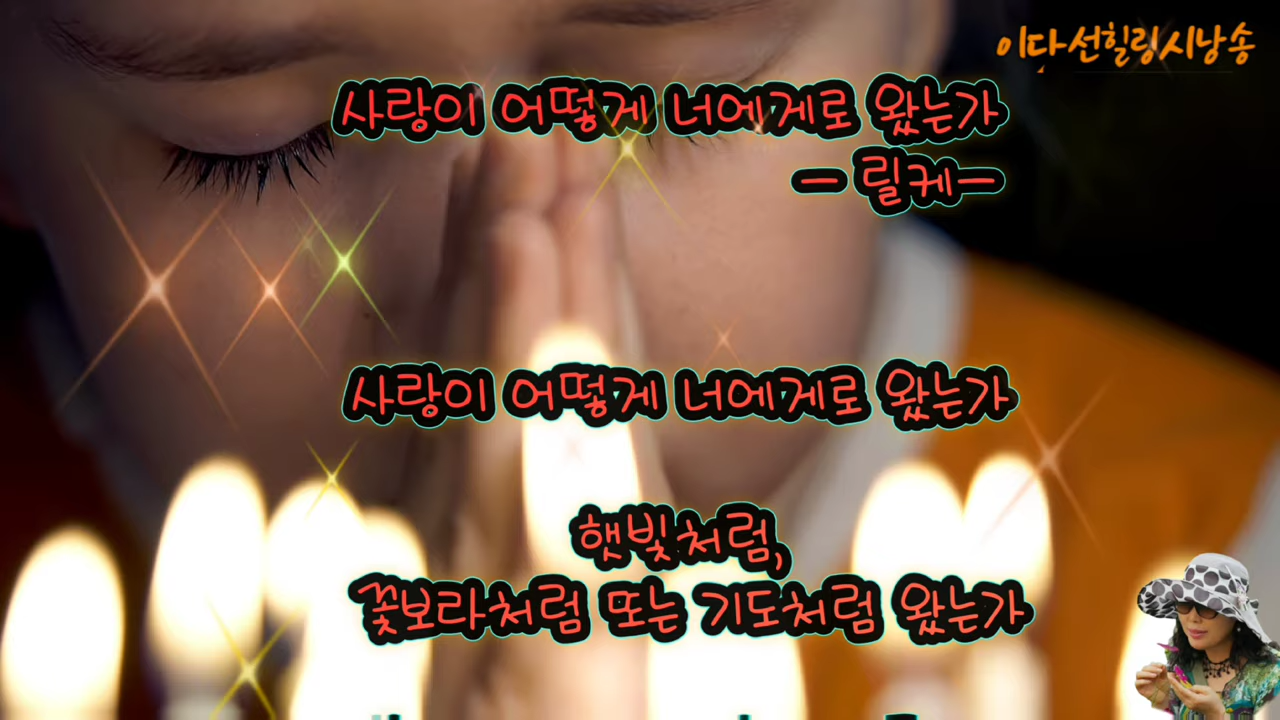 이다선힐링시낭송
사랑이 어떻게 너에게로 왔는가
- 릴케-
사랑이 어떻게 너에게로 왔는가
햇빛처럼,
꽃보라처럼 또는 기도처럼 왔는가